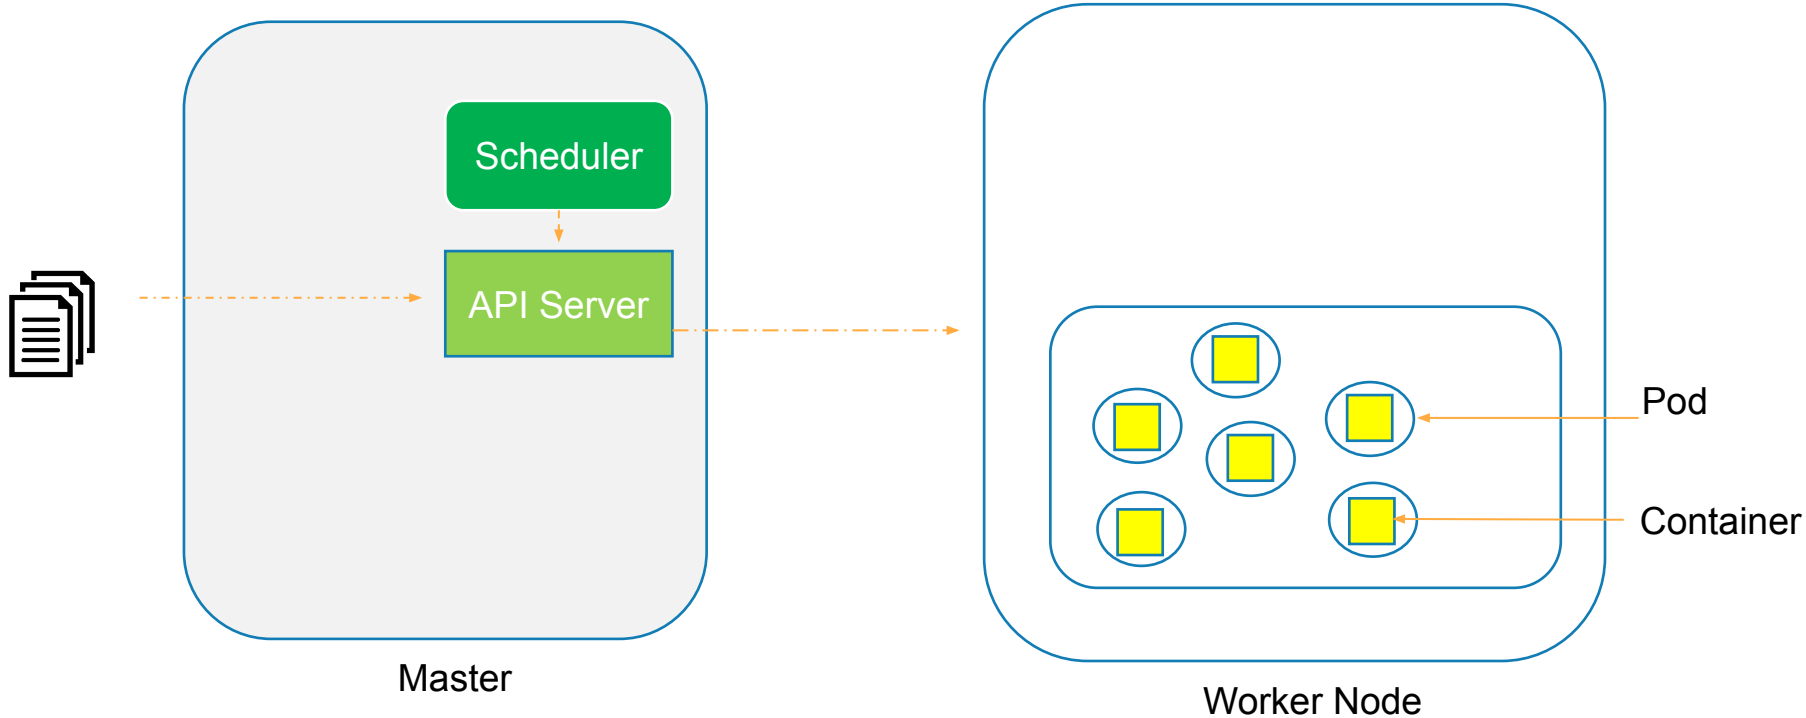 Scheduler
API Server
Pod
Container
Master
Worker Node